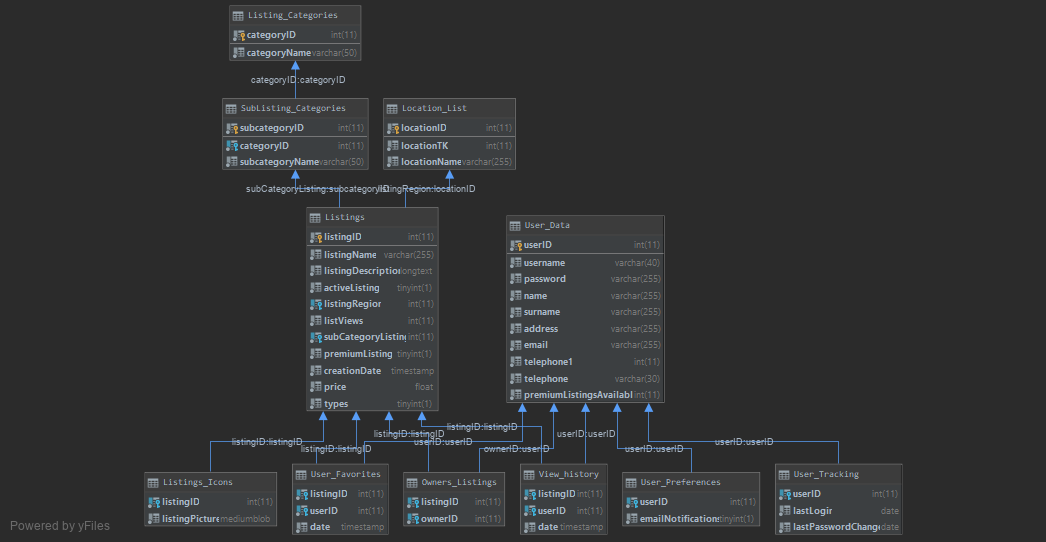 Listing_Categories
categoryID int(11)
categoryName varchar(50)
categoryID:categoryID
SubListing_Categories
subcategoryID int(11)
categoryID int(11)
subcategoryName varchar(50)
Location_List
locationID int(11)
locationTK int(11)
locationName varchar(255)
subCategoryListing:subcategoryID
listingRegion:locationID
Listings
listingID int(11)
listingName varchar(255)
listingDescription longtext
activeListing tinyint(1)
listingRegion int(11)
listViews int(11)
subCategoryListing int(11)
premiumListing tinyint(1)
creationDate timestamp
price float
types tinyint(1)
User_Data
userID int(11)
username varchar(40)
password varchar(255)
name varchar(255)
surname varchar(255)
address varchar(255)
email varchar(255)
telephone1 int(11)
telephone varchar(30)
premiumListingsAvailabl int(11)
listingID:listingID
listingID:listingID
listingID:listingID
listingID:listingID
userID:userID
ownerID:userID
userID:userID
userID:userID
userID:userID
Listings_Icons
listingID int(11)
listingPicture mediumblob
User_Favorites
listingID int(11)
userID int(11)
date timestamp
Owners_Listings
listingID int(11)
ownerID int(11)
View_history
listingID int(11)
userID int(11)
date timestamp
User_Preferences
userID int(11)
emailNotifications tinyint(1)
User_Tracking
userID int(11)
lastLogin date
lastPasswordChange date
Powered by yFiles